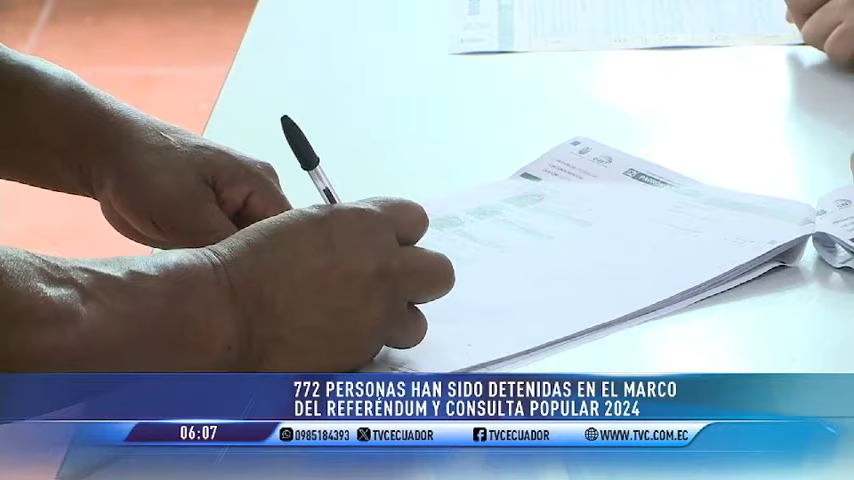 772 PERSONAS HAN SIDO DETENIDAS EN EL MARCO
DEL REFERÉNDUM Y CONSULTA POPULAR 2024
06:07
0985184393
TVCECUADOR
TVCECUADOR
WWW.TVC.COM.EC